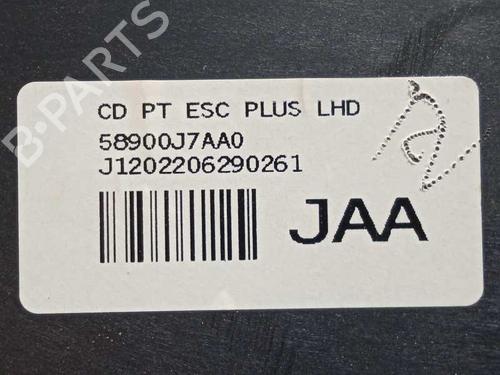 B-PARTS
CD PT ESC PLUS LHD
58900J7AA0
J1202206290261
JAA